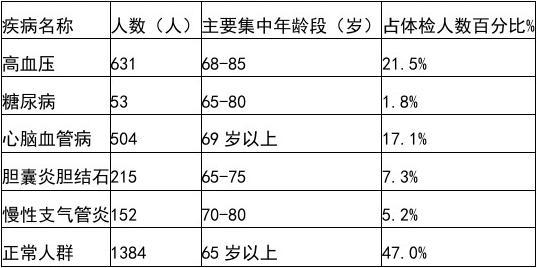 疾病名称 人数（人） 主要集中年龄段（岁） 占体检人数百分比%
高血压 631 68-85 21.5%
糖尿病 53 65-80 1.8%
心脑血管病 504 69 岁以上 17.1%
胆囊炎胆结石 215 65-75 7.3%
慢性支气管炎 152 70-80 5.2%
正常人群 1384 65 岁以上 47.0%